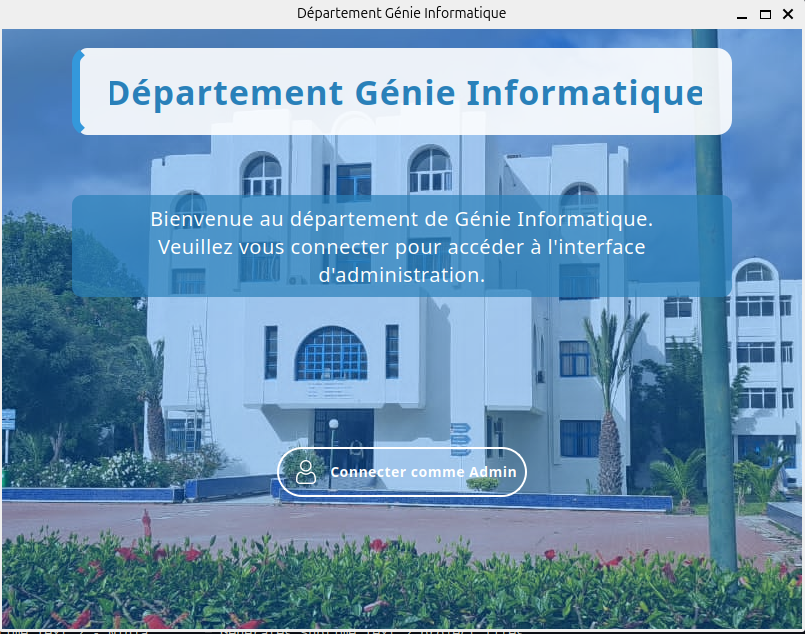 Département Génie Informatique
Département Génie Informatique
Bienvenue au département de Génie Informatique.
Veuillez vous connecter pour accéder à l'interface
d'administration.
Connecter comme Admin